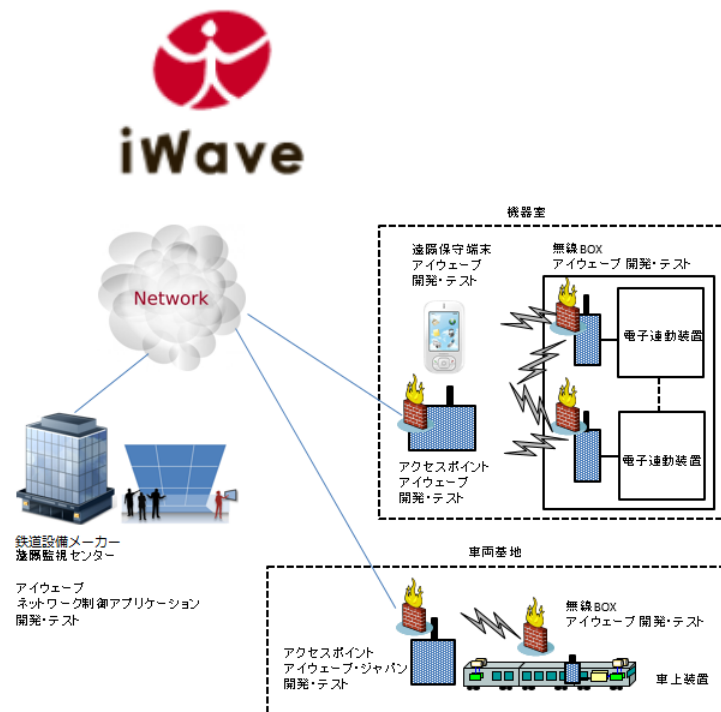 iWave
機器室
遠隔保守端末
アイウェーブ
開発・テスト
無線BOX
アイウェーブ 開発・テスト
Network
電子連動装置
電子連動装置
アクセスポイント
アイウェーブ
開発・テスト
鉄道設備メーカー
遠隔監視センター
アイウェーブ
ネットワーク制御アプリケーション
開発・テスト
車両基地
無線BOX
アイウェーブ 開発・テスト
アクセスポイント
アイウェーブ・ジャパン
開発・テスト
車上装置